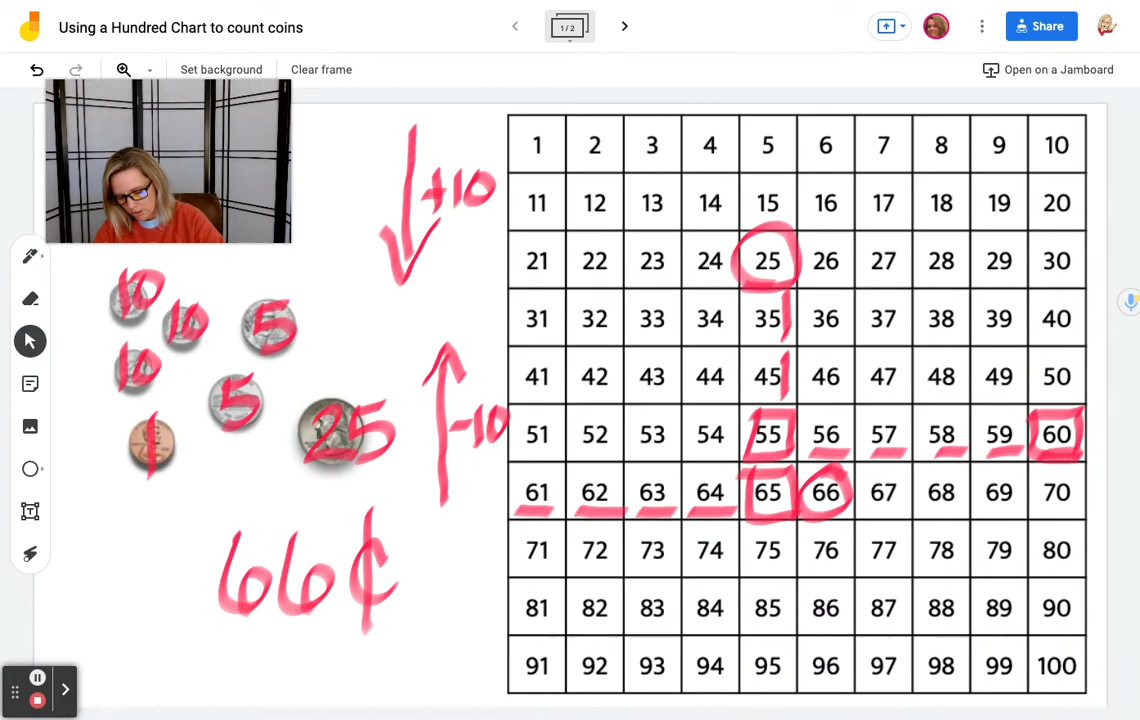 Using a Hundred Chart to count coins
1 / 2
Share
Set background
Clear frame
Open on a Jamboard
+10
10
10
5
10
5
25
1
-10
66¢
1 2 3 4 5 6 7 8 9 10
11 12 13 14 15 16 17 18 19 20
21 22 23 24 25 26 27 28 29 30
31 32 33 34 35 36 37 38 39 40
41 42 43 44 45 46 47 48 49 50
51 52 53 54 55 56 57 58 59 60
61 62 63 64 65 66 67 68 69 70
71 72 73 74 75 76 77 78 79 80
81 82 83 84 85 86 87 88 89 90
91 92 93 94 95 96 97 98 99 100